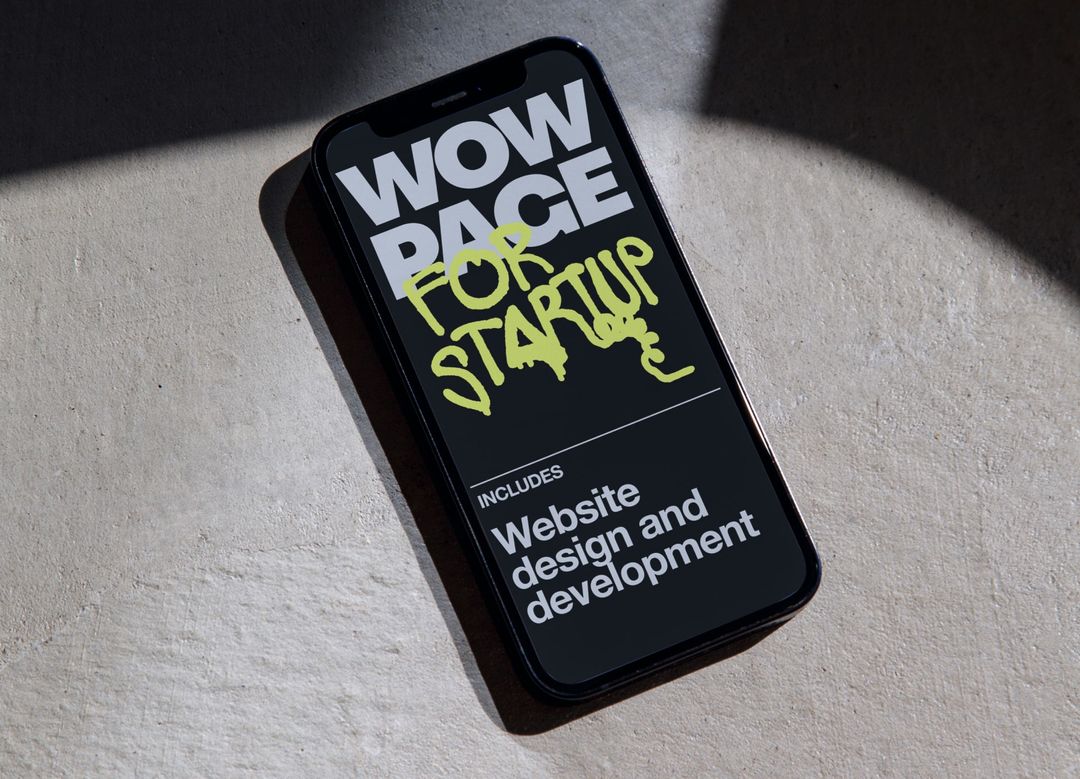 WOW
PAGE
FOR
STARTUP
INCLUDES
Website
design and
development